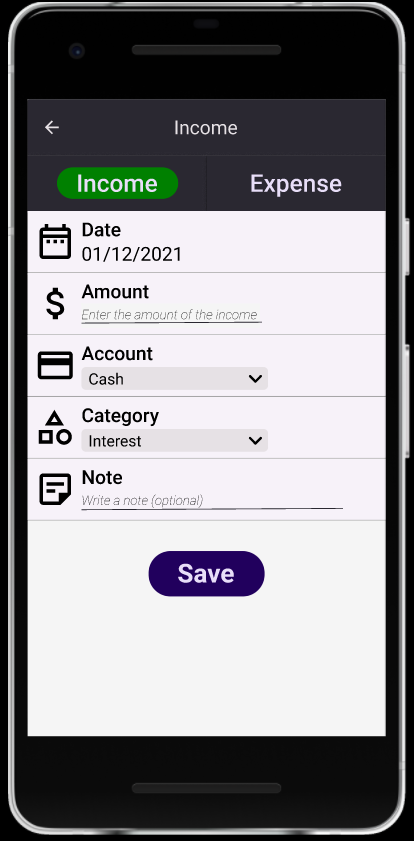 Income
Income
Expense
Date
01/12/2021
Amount
Enter the amount of the income
Account
Cash
Category
Interest
Note
Write a note (optional)
Save